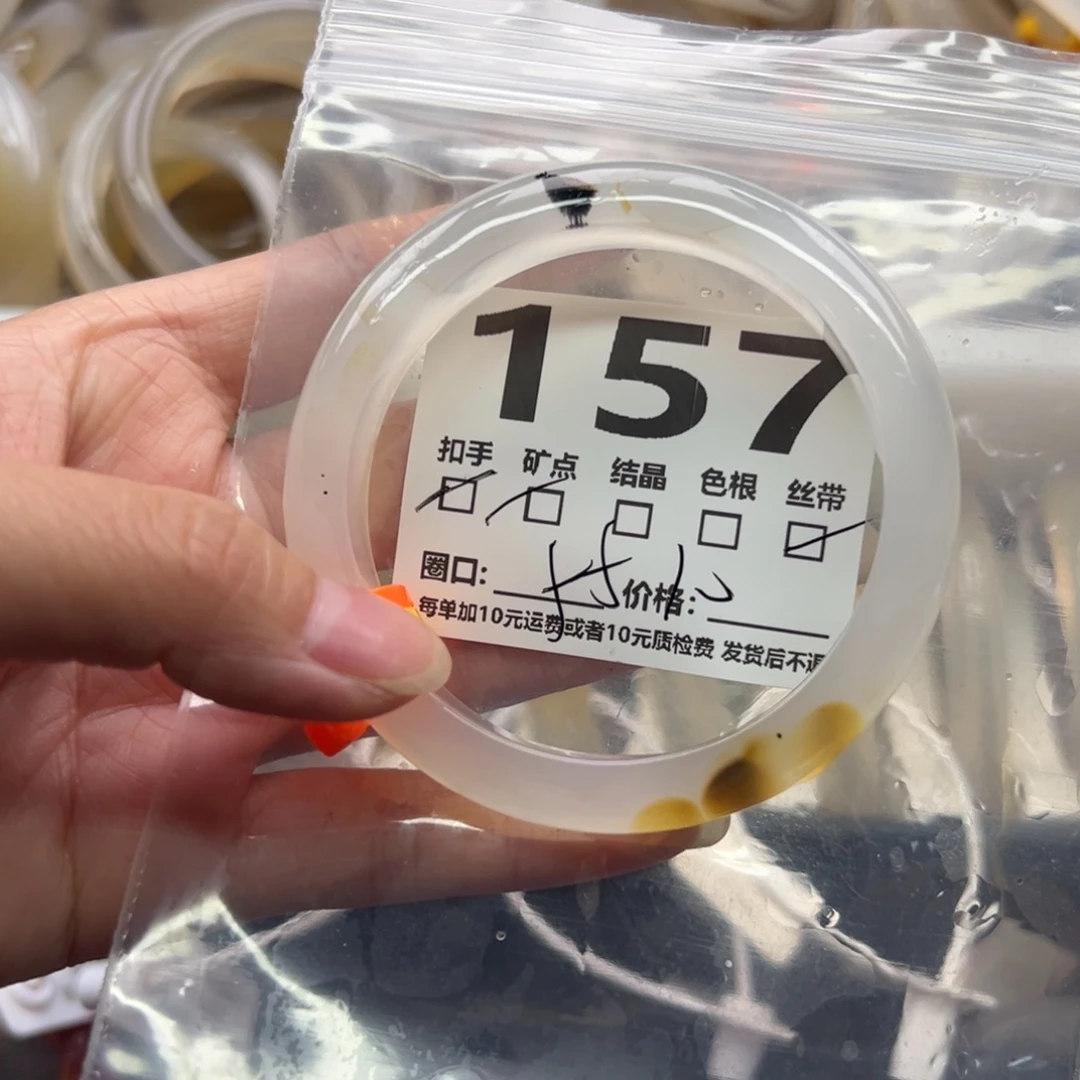 157
扣手 矿点 结晶 色根 丝带
圈口: 价格:
每单加10元运费或者10元质检费 发货后不退